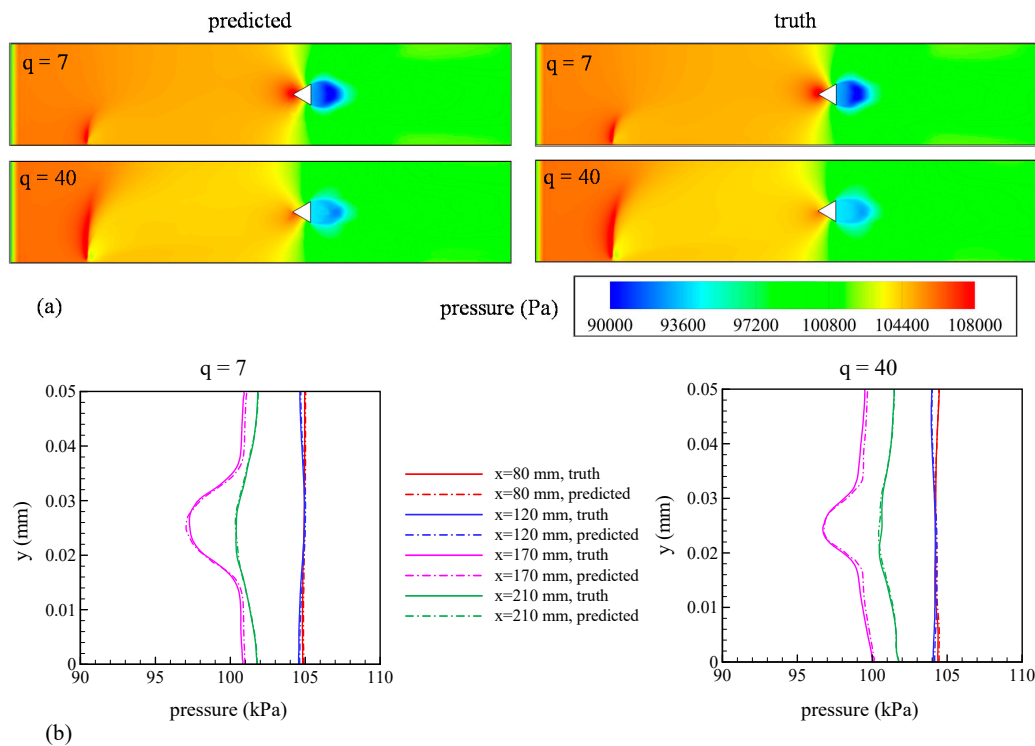 predicted truth
q = 7 q = 7
q = 40 q = 40
(a) pressure (Pa)
90000 93600 97200 100800 104400 108000
q = 7 q = 40
0.05
0.04
0.03
0.02
0.01
0
y (mm)
90 95 100 105 110
pressure (kPa)
x=80 mm, truth
x=80 mm, predicted
x=120 mm, truth
x=120 mm, predicted
x=170 mm, truth
x=170 mm, predicted
x=210 mm, truth
x=210 mm, predicted
0.05
0.04
0.03
0.02
0.01
0
y (mm)
90 95 100 105 110
pressure (kPa)
(b)